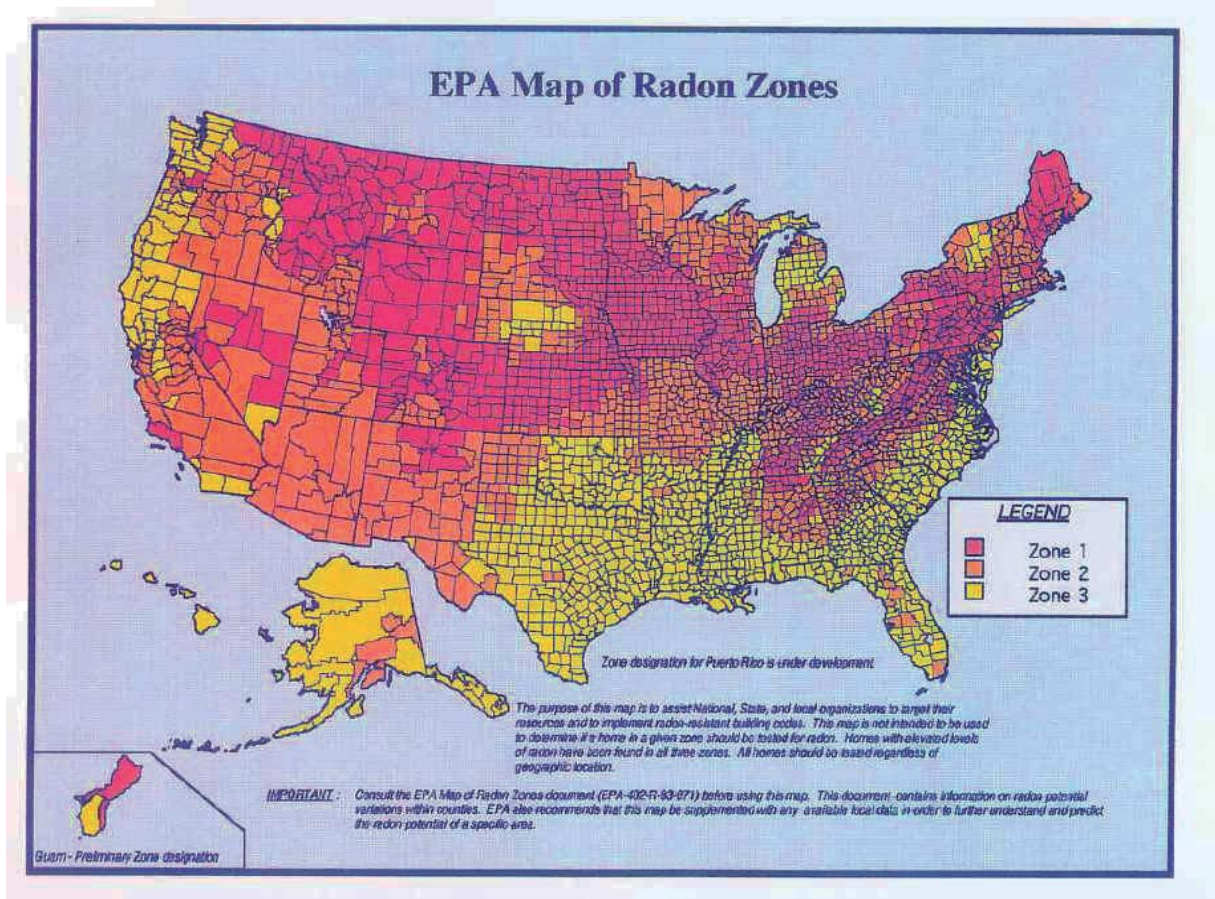 EPA Map of Radon Zones
LEGEND
Zone 1
Zone 2
Zone 3
Zone designation for Puerto Rico is under development.
The purpose of this map is to assist National, State, and local organizations to target their
resources and to implement radon-resistant building codes. This map is not intended to be used
to determine if a home in a given zone should be tested for radon. Homes with elevated levels
of radon have been found in all three zones. All homes should be tested regardless of
geographic location.
IMPORTANT : Consult the EPA Map of Radon Zones document (EPA-402-R-93-071) before using this map. This document contains information on radon potential
variations within counties. EPA also recommends that this map be supplemented with any available local data in order to further understand and predict
the radon potential of a specific area.
Guam - Preliminary Zone designation